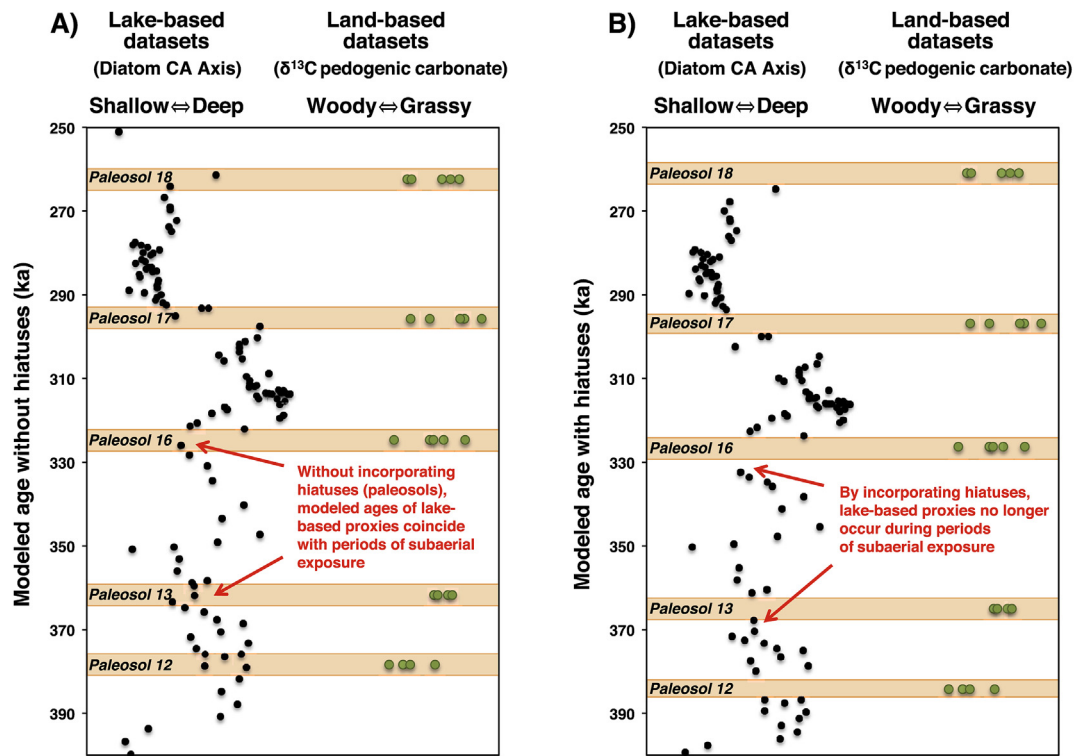 A)
Lake-based
datasets
(Diatom CA Axis)
Shallow⇔Deep
Land-based
datasets
(δ¹³C pedogenic carbonate)
Woody⇔Grassy
Modeled age without hiatuses (ka)
250
270
290
310
330
350
370
390
Paleosol 18
Paleosol 17
Paleosol 16
Paleosol 13
Paleosol 12
Without incorporating
hiatuses (paleosols),
modeled ages of lake-
based proxies coincide
with periods of subaerial
exposure
B)
Lake-based
datasets
(Diatom CA Axis)
Shallow⇔Deep
Land-based
datasets
(δ¹³C pedogenic carbonate)
Woody⇔Grassy
Modeled age with hiatuses (ka)
250
270
290
310
330
350
370
390
Paleosol 18
Paleosol 17
Paleosol 16
Paleosol 13
Paleosol 12
By incorporating hiatuses,
lake-based proxies no longer
occur during periods
of subaerial exposure